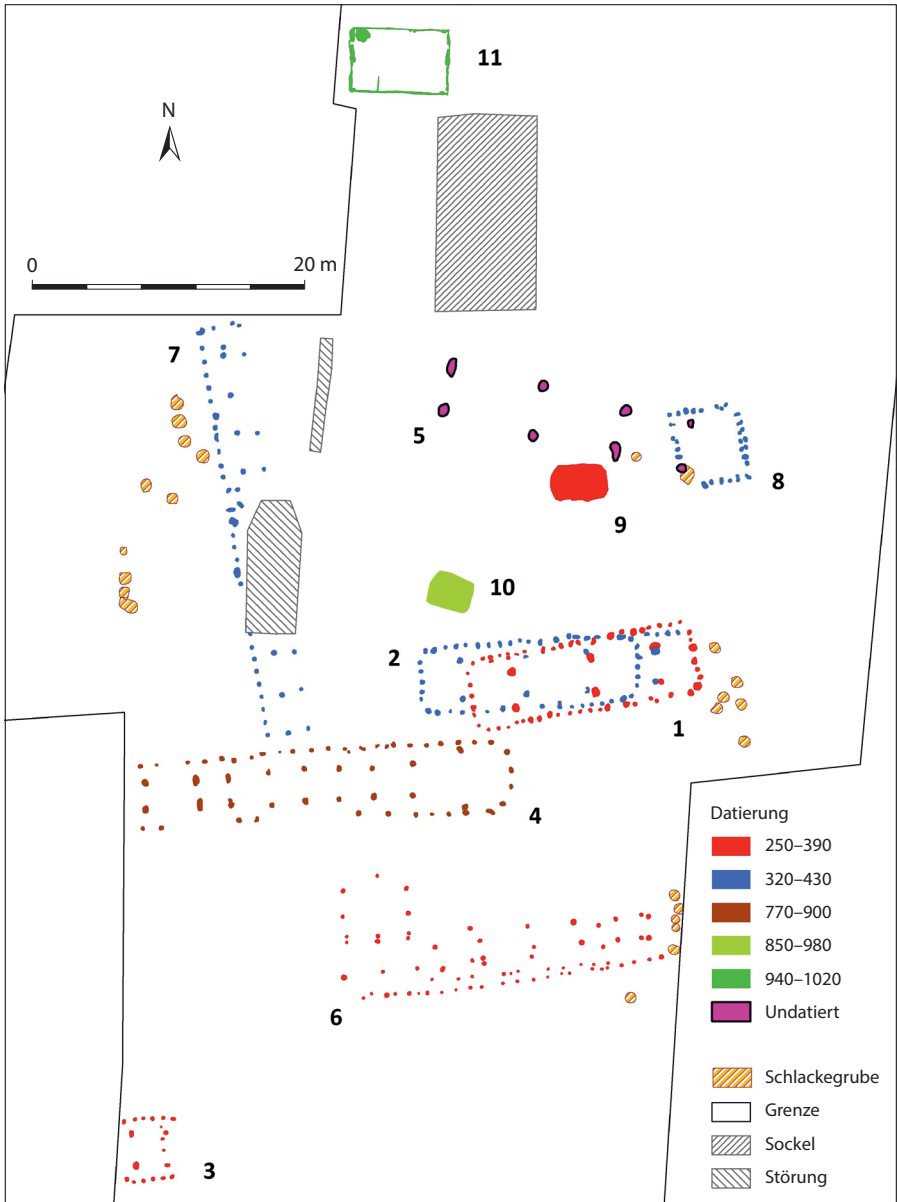 11
N
0 20 m
7
5
8
9
10
2
1
4
6
3
Datierung
250–390
320–430
770–900
850–980
940–1020
Undatiert
Schlackegrube
Grenze
Sockel
Störung